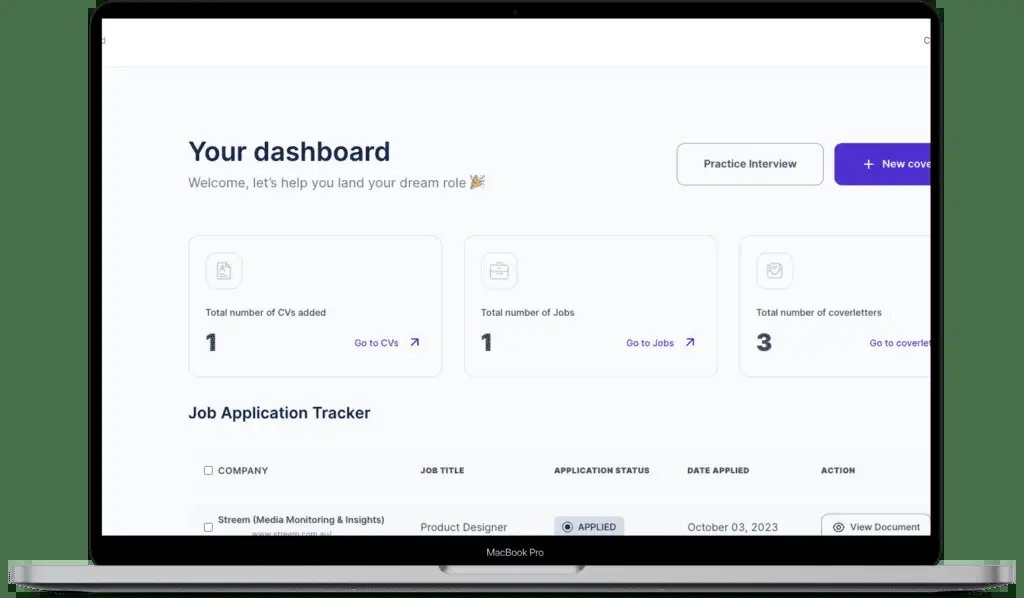 Your dashboard
Welcome, let's help you land your dream role 🎉
Practice Interview
+ New cove
Total number of CVs added
1
Go to CVs
Total number of Jobs
1
Go to Jobs
Total number of coverletters
3
Go to coverlet
Job Application Tracker
COMPANY JOB TITLE APPLICATION STATUS DATE APPLIED ACTION
Streem (Media Monitoring & Insights)
www.streem.com.au/
Product Designer APPLIED October 03, 2023 View Document
MacBook Pro